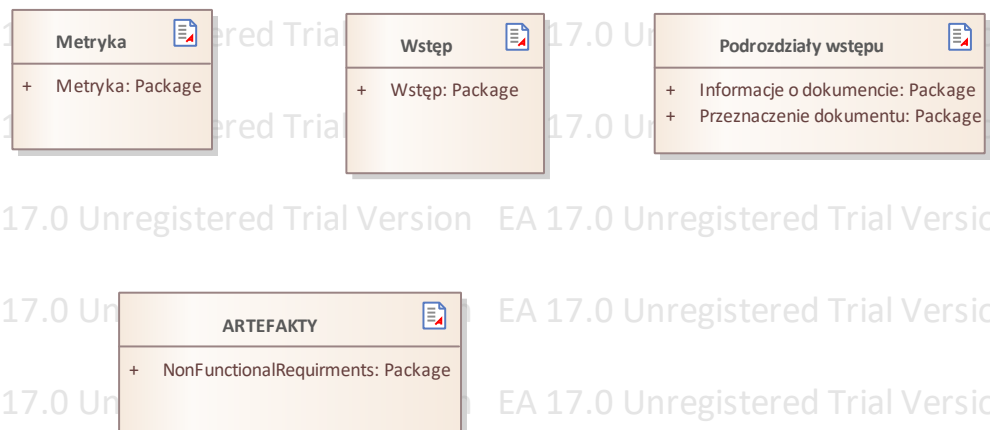 Metryka
+ Metryka: Package
Wstęp
+ Wstęp: Package
Podrozdziały wstępu
+ Informacje o dokumencie: Package
+ Przeznaczenie dokumentu: Package
17.0 Unregistered Trial Version EA 17.0 Unregistered Trial Versio
ARTEFAKTY
+ NonFunctionalRequirments: Package
17.0 Un EA 17.0 Unregistered Trial Versio
17.0 Un EA 17.0 Unregistered Trial Versio